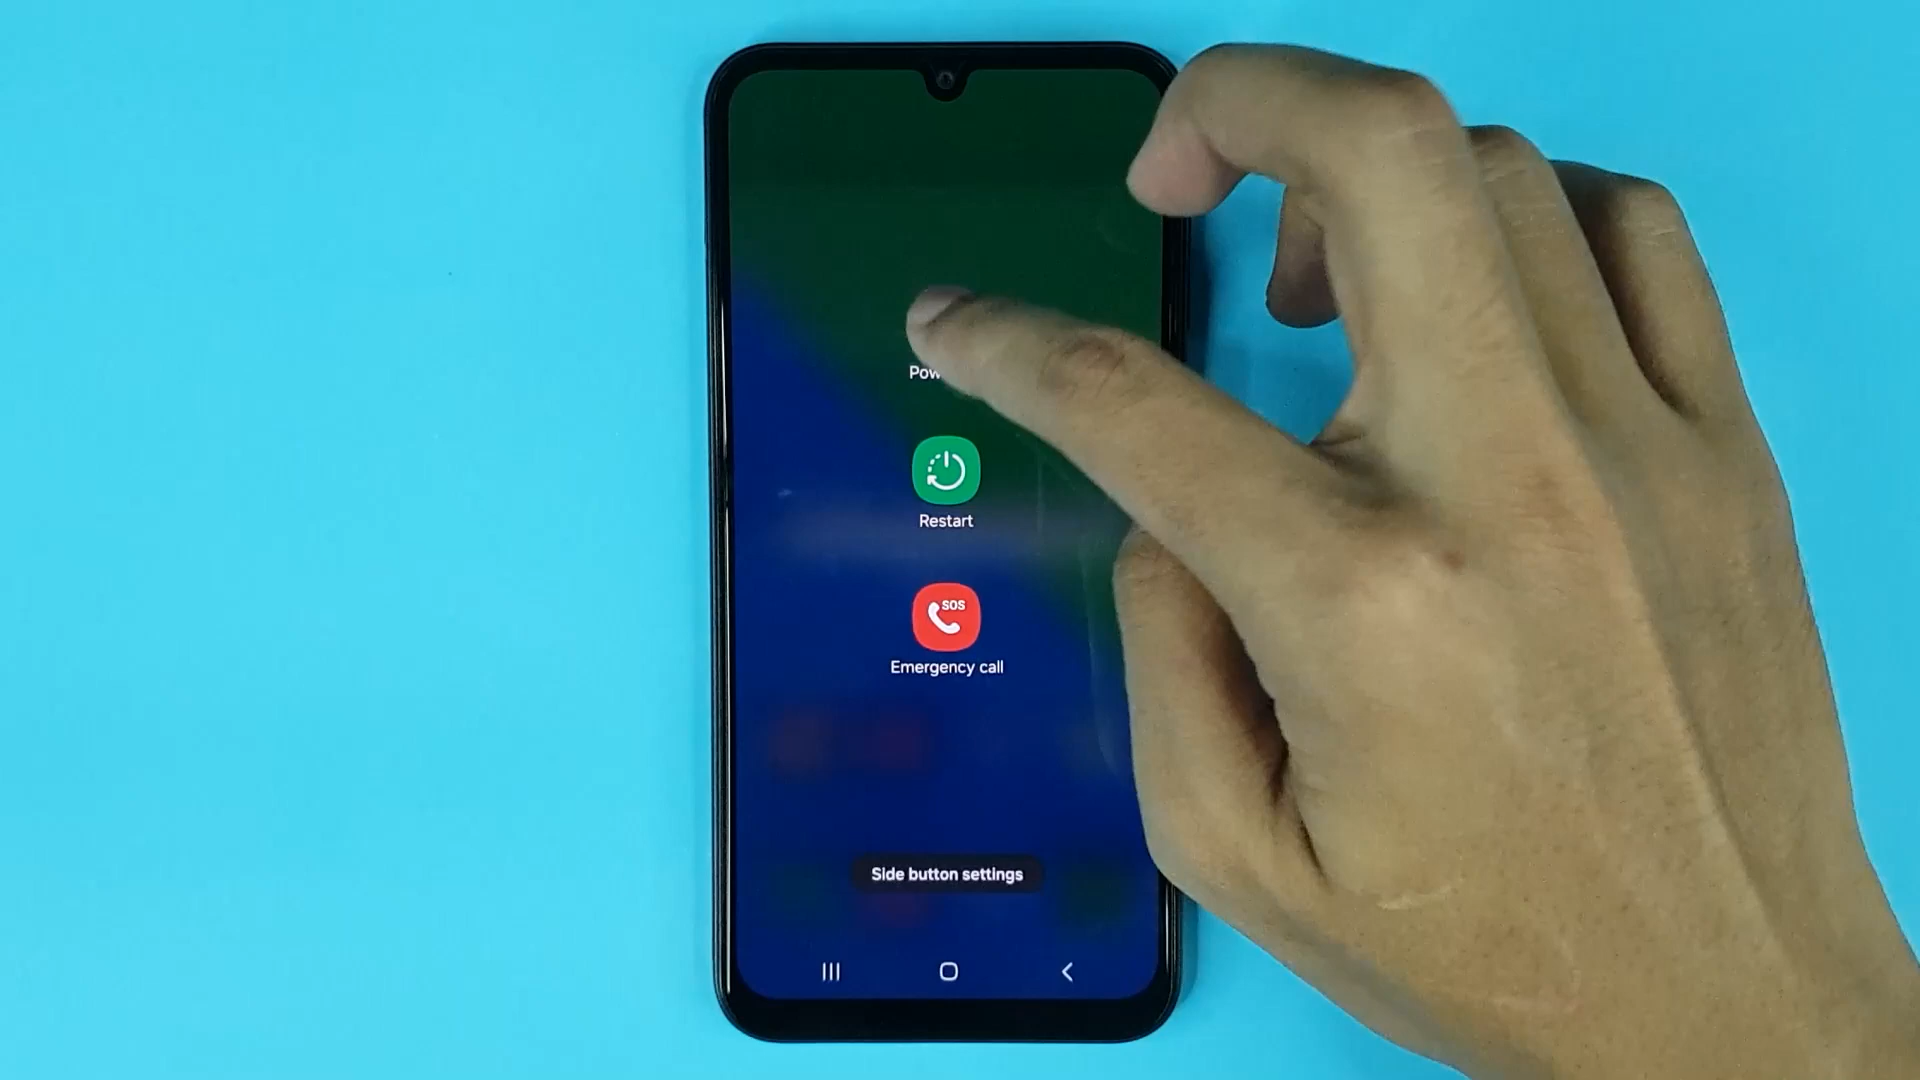 Pow
Restart
SOS
Emergency call
Side button settings